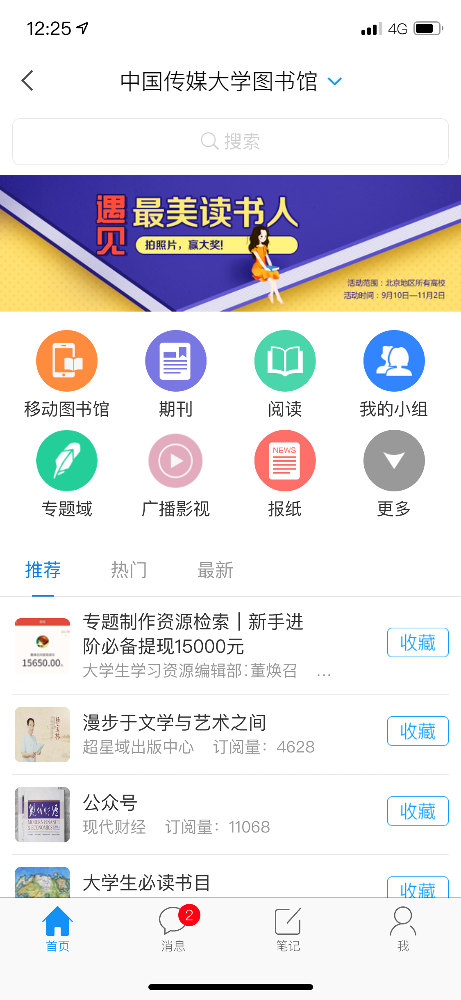 12:25
4G
中国传媒大学图书馆
搜索
遇见
最美读书人
拍照片，赢大奖!
活动范围：北京地区所有高校
活动时间：9月10日—11月2日
移动图书馆
期刊
阅读
我的小组
专题域
广播影视
NEWS
报纸
更多
推荐
热门
最新
专题制作资源检索｜新手进
阶必备提现15000元
大学生学习资源编辑部:董焕召 ...
15650.00
收藏
漫步于文学与艺术之间
超星域出版中心 订阅量：4628
杨宝林
收藏
公众号
现代财经 订阅量：11068
现代财经
MODERN FINANCE
& ECONOMICS
收藏
大学生必读书目
收藏
首页
2
消息
笔记
我